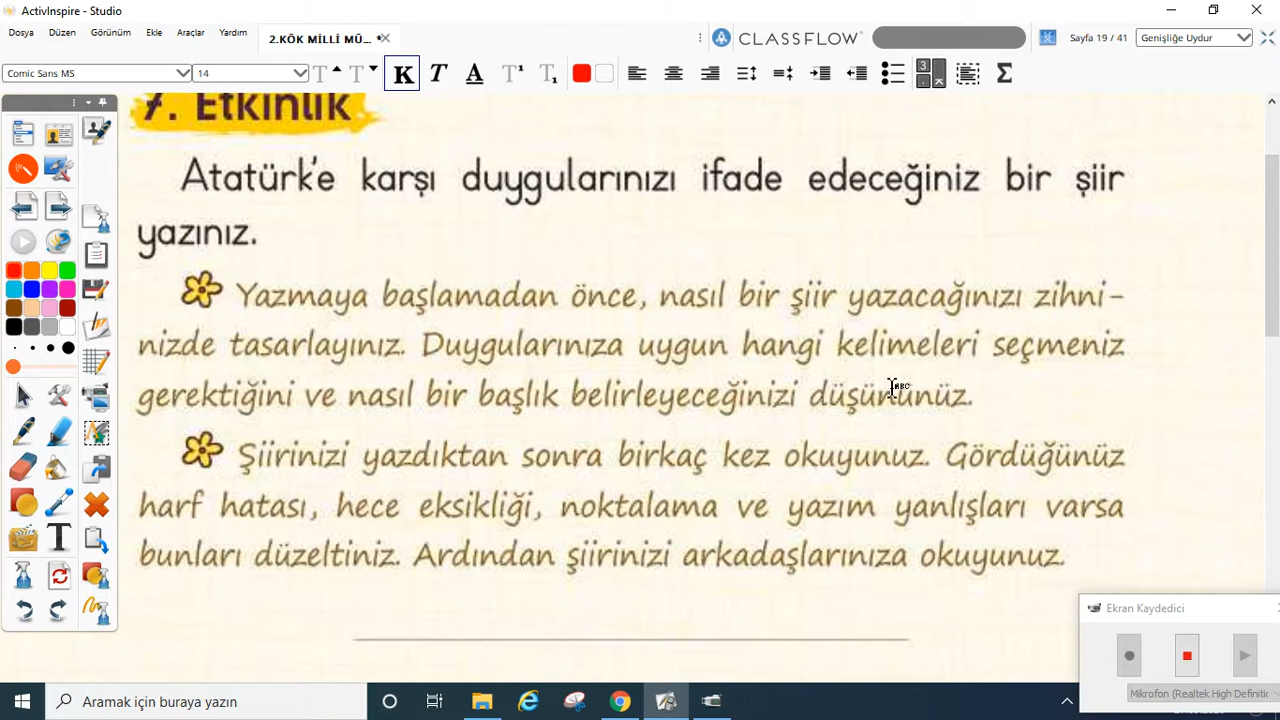 ActivInspire - Studio
Dosya Düzen Görünüm Ekle Araçlar Yardım
2.KÖK MİLLİ MÜ...
CLASSFLOW
Sayfa 19 / 41
Genişliğe Uydur
Comic Sans MS
14
7. Etkinlik
Atatürk'e karşı duygularınızı ifade edeceğiniz bir şiir
yazınız.
Yazmaya başlamadan önce, nasıl bir şiir yazacağınızı zihni-
nizde tasarlayınız. Duygularınıza uygun hangi kelimeleri seçmeniz
gerektiğini ve nasıl bir başlık belirleyeceğinizi düşününüz.
Şiirinizi yazdıktan sonra birkaç kez okuyunuz. Gördüğünüz
harf hatası, hece eksikliği, noktalama ve yazım yanlışları varsa
bunları düzeltiniz. Ardından şiirinizi arkadaşlarınıza okuyunuz.
Ekran Kaydedici
Mikrofon (Realtek High Definitic
Aramak için buraya yazın